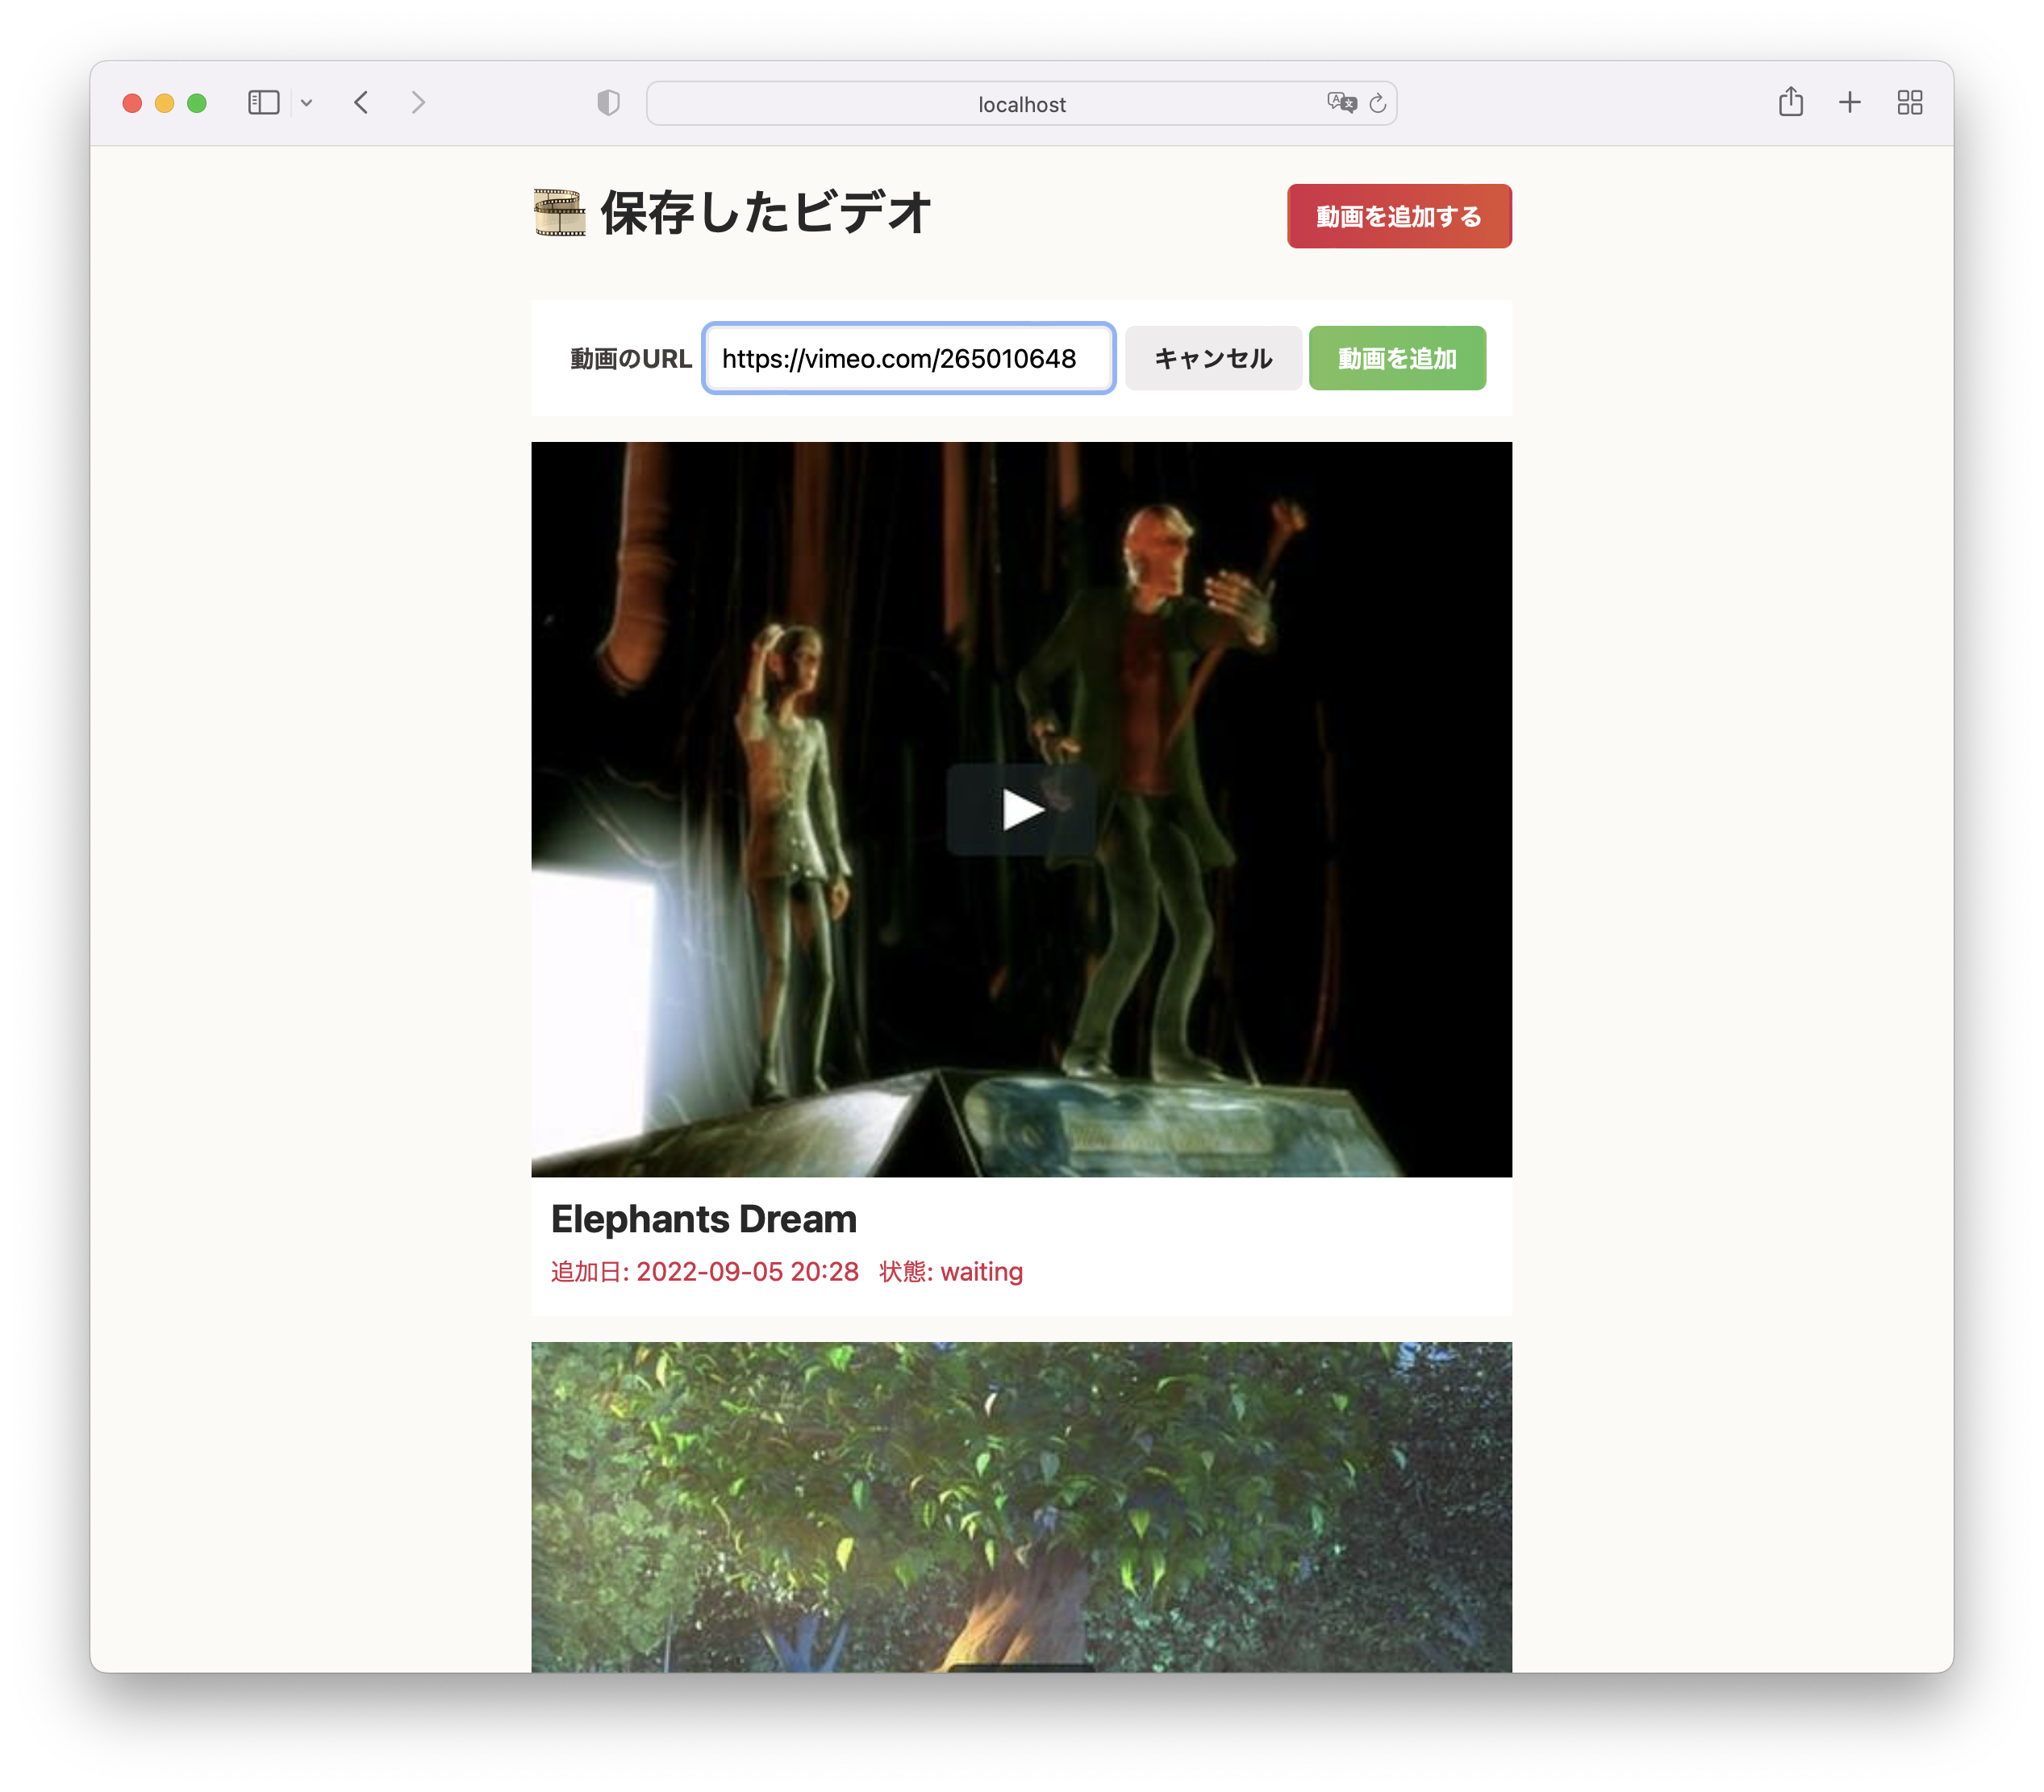 localhost
保存したビデオ
動画を追加する
動画のURL https://vimeo.com/265010648 キャンセル 動画を追加
Elephants Dream
追加日: 2022-09-05 20:28 状態: waiting